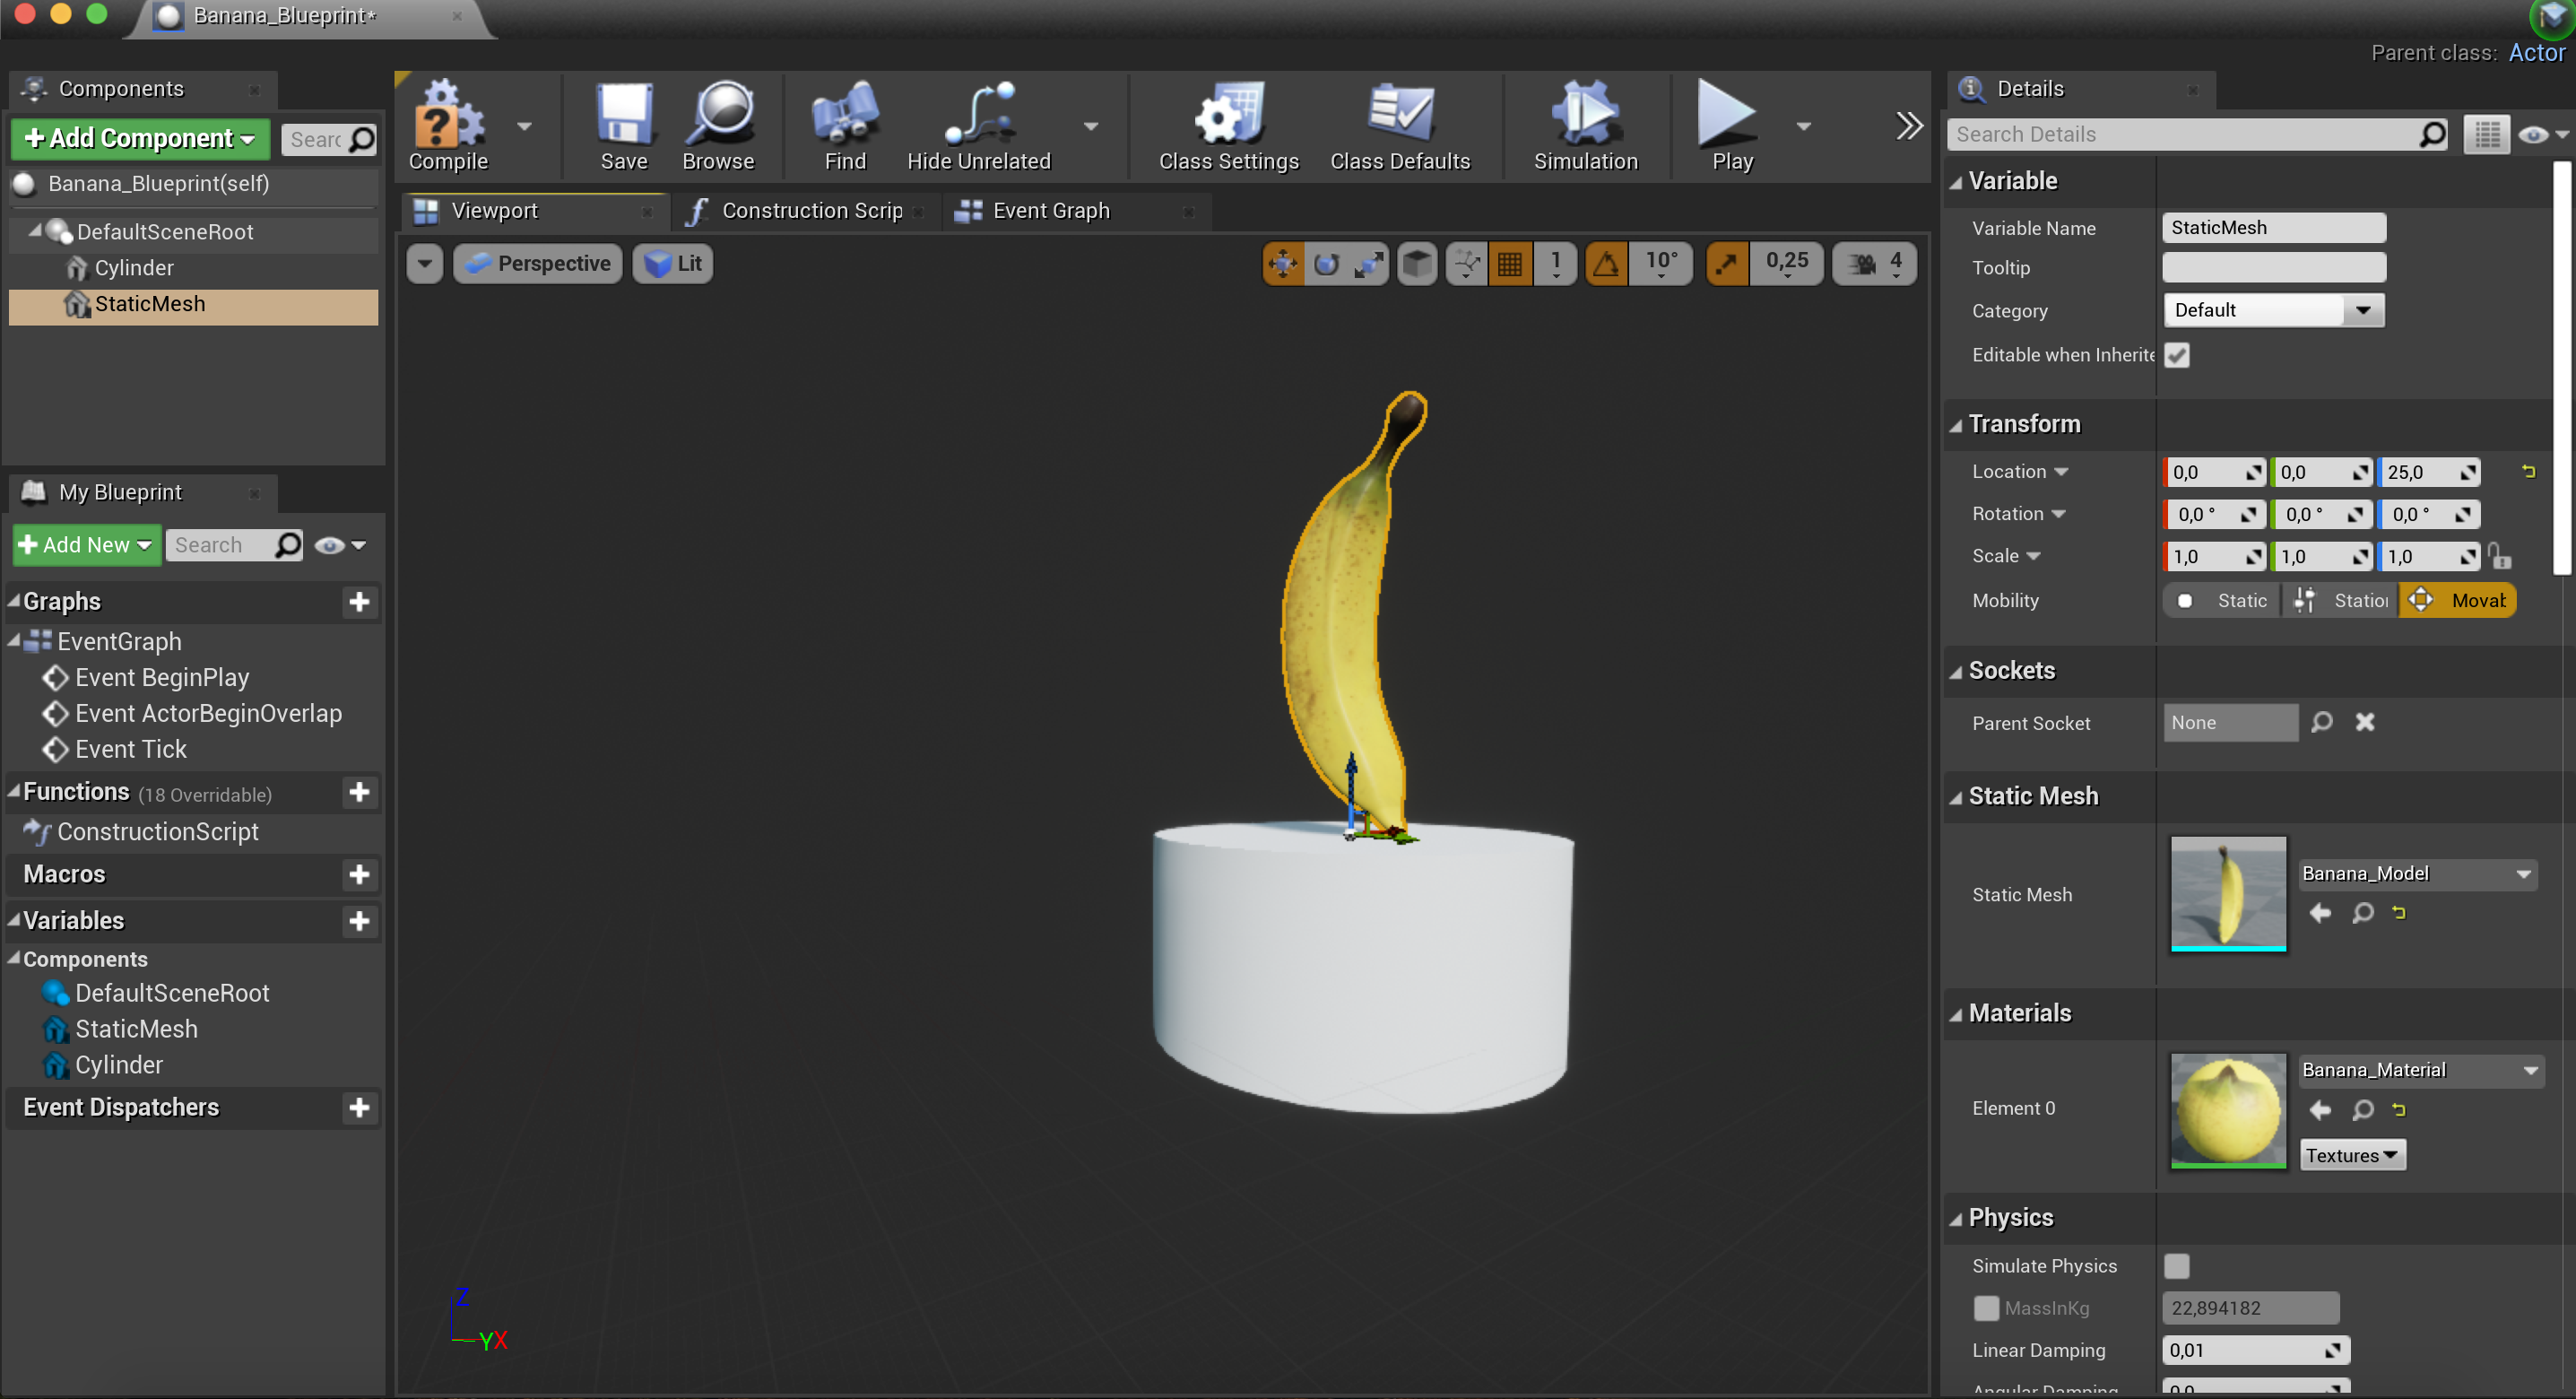 Banana_Blueprint*
Parent class: Actor
Components
Add Component
Searc
Banana_Blueprint(self)
DefaultSceneRoot
Cylinder
StaticMesh
My Blueprint
Add New
Search
Graphs
EventGraph
Event BeginPlay
Event ActorBeginOverlap
Event Tick
Functions (18 Overridable)
ConstructionScript
Macros
Variables
Components
DefaultSceneRoot
StaticMesh
Cylinder
Event Dispatchers
Compile
Save
Browse
Find
Hide Unrelated
Class Settings
Class Defaults
Simulation
Play
Viewport
Construction Scrip
Event Graph
Perspective
Lit
1
10°
0,25
4
Z
YX
Details
Search Details
Variable
Variable Name StaticMesh
Tooltip
Category Default
Editable when Inherite
Transform
Location 0,0 0,0 25,0
Rotation 0,0 ° 0,0 ° 0,0 °
Scale 1,0 1,0 1,0
Mobility Static Station Movab
Sockets
Parent Socket None
Static Mesh
Static Mesh Banana_Model
Materials
Element 0 Banana_Material
Textures
Physics
Simulate Physics
MassInKg 22,894182
Linear Damping 0,01
Angular Damping 0,0